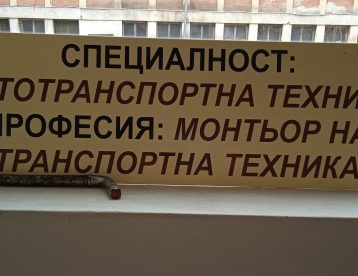 СПЕЦИАЛНОСТ:
ТОТРАНСПОРТНА ТЕХНИ
ПРОФЕСИЯ: МОНТЬОР НА
ТРАНСПОРТНА ТЕХНИКА